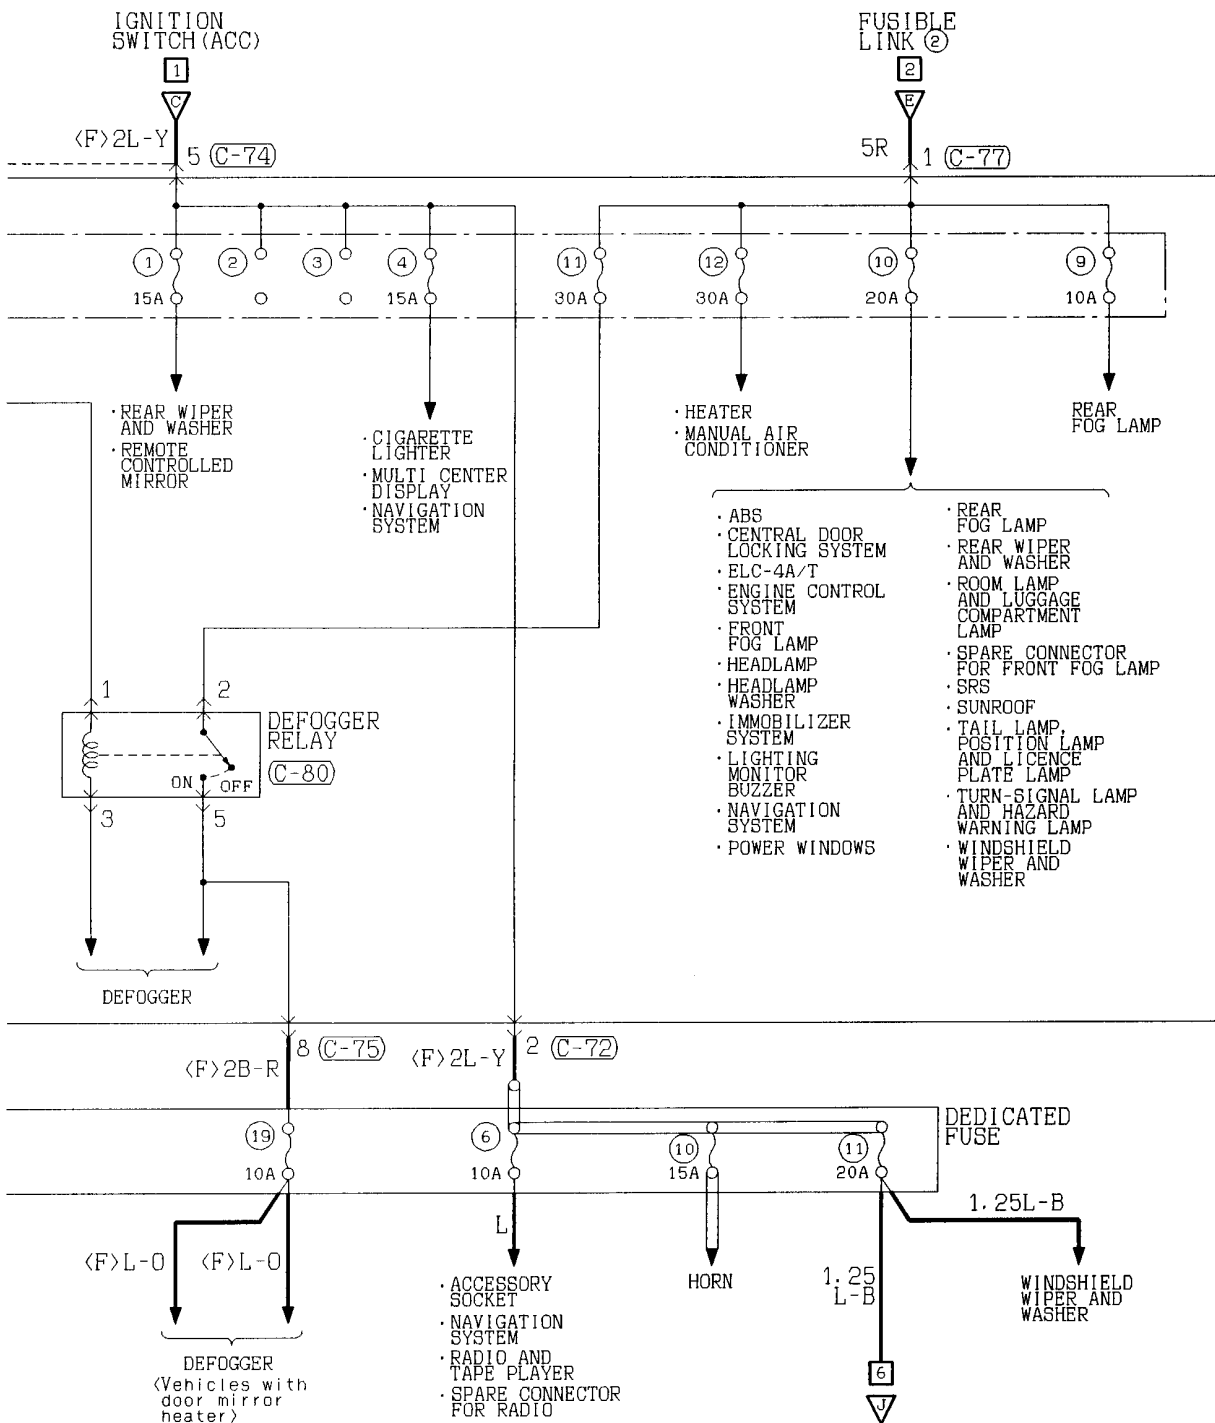 IGNITION
SWITCH(ACC)
1
C
<F>2L-Y
5 (C-74)
FUSIBLE
LINK ②
2
E
5R
1 (C-77)
① ② ③ ④ ⑪ ⑫ ⑩ ⑨
15A 15A 30A 30A 20A 10A
·REAR WIPER
AND WASHER
·REMOTE
CONTROLLED
MIRROR
·CIGARETTE
LIGHTER
·MULTI CENTER
DISPLAY
·NAVIGATION
SYSTEM
·HEATER
·MANUAL AIR
CONDITIONER
REAR
FOG LAMP
·ABS
·CENTRAL DOOR
LOCKING SYSTEM
·ELC-4A/T
·ENGINE CONTROL
SYSTEM
·FRONT
FOG LAMP
·HEADLAMP
·HEADLAMP
WASHER
·IMMOBILIZER
SYSTEM
·LIGHTING
MONITOR
BUZZER
·NAVIGATION
SYSTEM
·POWER WINDOWS
·REAR
FOG LAMP
·REAR WIPER
AND WASHER
·ROOM LAMP
AND LUGGAGE
COMPARTMENT
LAMP
·SPARE CONNECTOR
FOR FRONT FOG LAMP
·SRS
·SUNROOF
·TAIL LAMP,
POSITION LAMP
AND LICENCE
PLATE LAMP
·TURN-SIGNAL LAMP
AND HAZARD
WARNING LAMP
·WINDSHIELD
WIPER AND
WASHER
1 2
DEFOGGER
RELAY
(C-80)
ON OFF
3 5
DEFOGGER
8 (C-75)
<F>2B-R
2 (C-72)
<F>2L-Y
DEDICATED
FUSE
⑲ ⑥ ⑩ ⑪
10A 10A 15A 20A
<F>L-O <F>L-O
L
1.25L-B
1.25
L-B
DEFOGGER
<Vehicles with
door mirror
heater>
·ACCESSORY
SOCKET
·NAVIGATION
SYSTEM
·RADIO AND
TAPE PLAYER
·SPARE CONNECTOR
FOR RADIO
HORN
WINDSHIELD
WIPER AND
WASHER
6
J